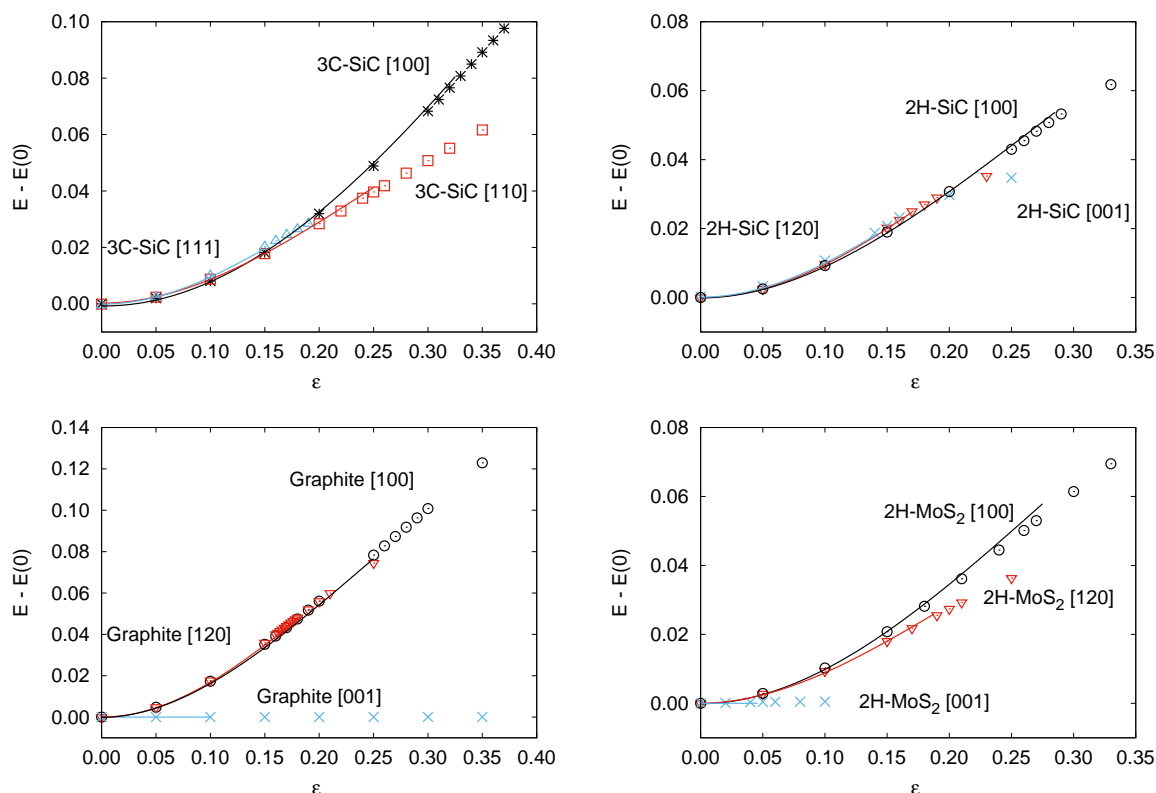 0.10
0.08
0.06
0.04
0.02
0.00
E - E(0)
3C-SiC [100]
3C-SiC [110]
3C-SiC [111]
0.00 0.05 0.10 0.15 0.20 0.25 0.30 0.35 0.40
ε
0.08
0.06
0.04
0.02
0.00
E - E(0)
2H-SiC [100]
2H-SiC [001]
2H-SiC [120]
0.00 0.05 0.10 0.15 0.20 0.25 0.30 0.35
ε
0.14
0.12
0.10
0.08
0.06
0.04
0.02
0.00
E - E(0)
Graphite [100]
Graphite [120]
Graphite [001]
0.00 0.05 0.10 0.15 0.20 0.25 0.30 0.35 0.40
ε
0.08
0.06
0.04
0.02
0.00
E - E(0)
2H-MoS2 [100]
2H-MoS2 [120]
2H-MoS2 [001]
0.00 0.05 0.10 0.15 0.20 0.25 0.30 0.35
ε